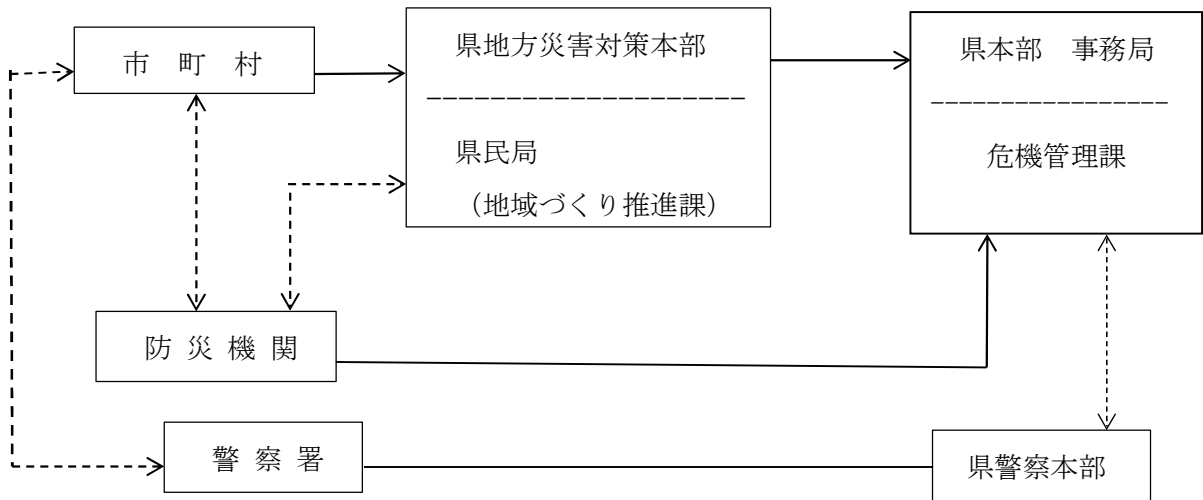 市 町 村
県地方災害対策本部
県民局
（地域づくり推進課）
県本部 事務局
危機管理課
防 災 機 関
警 察 署
県警察本部